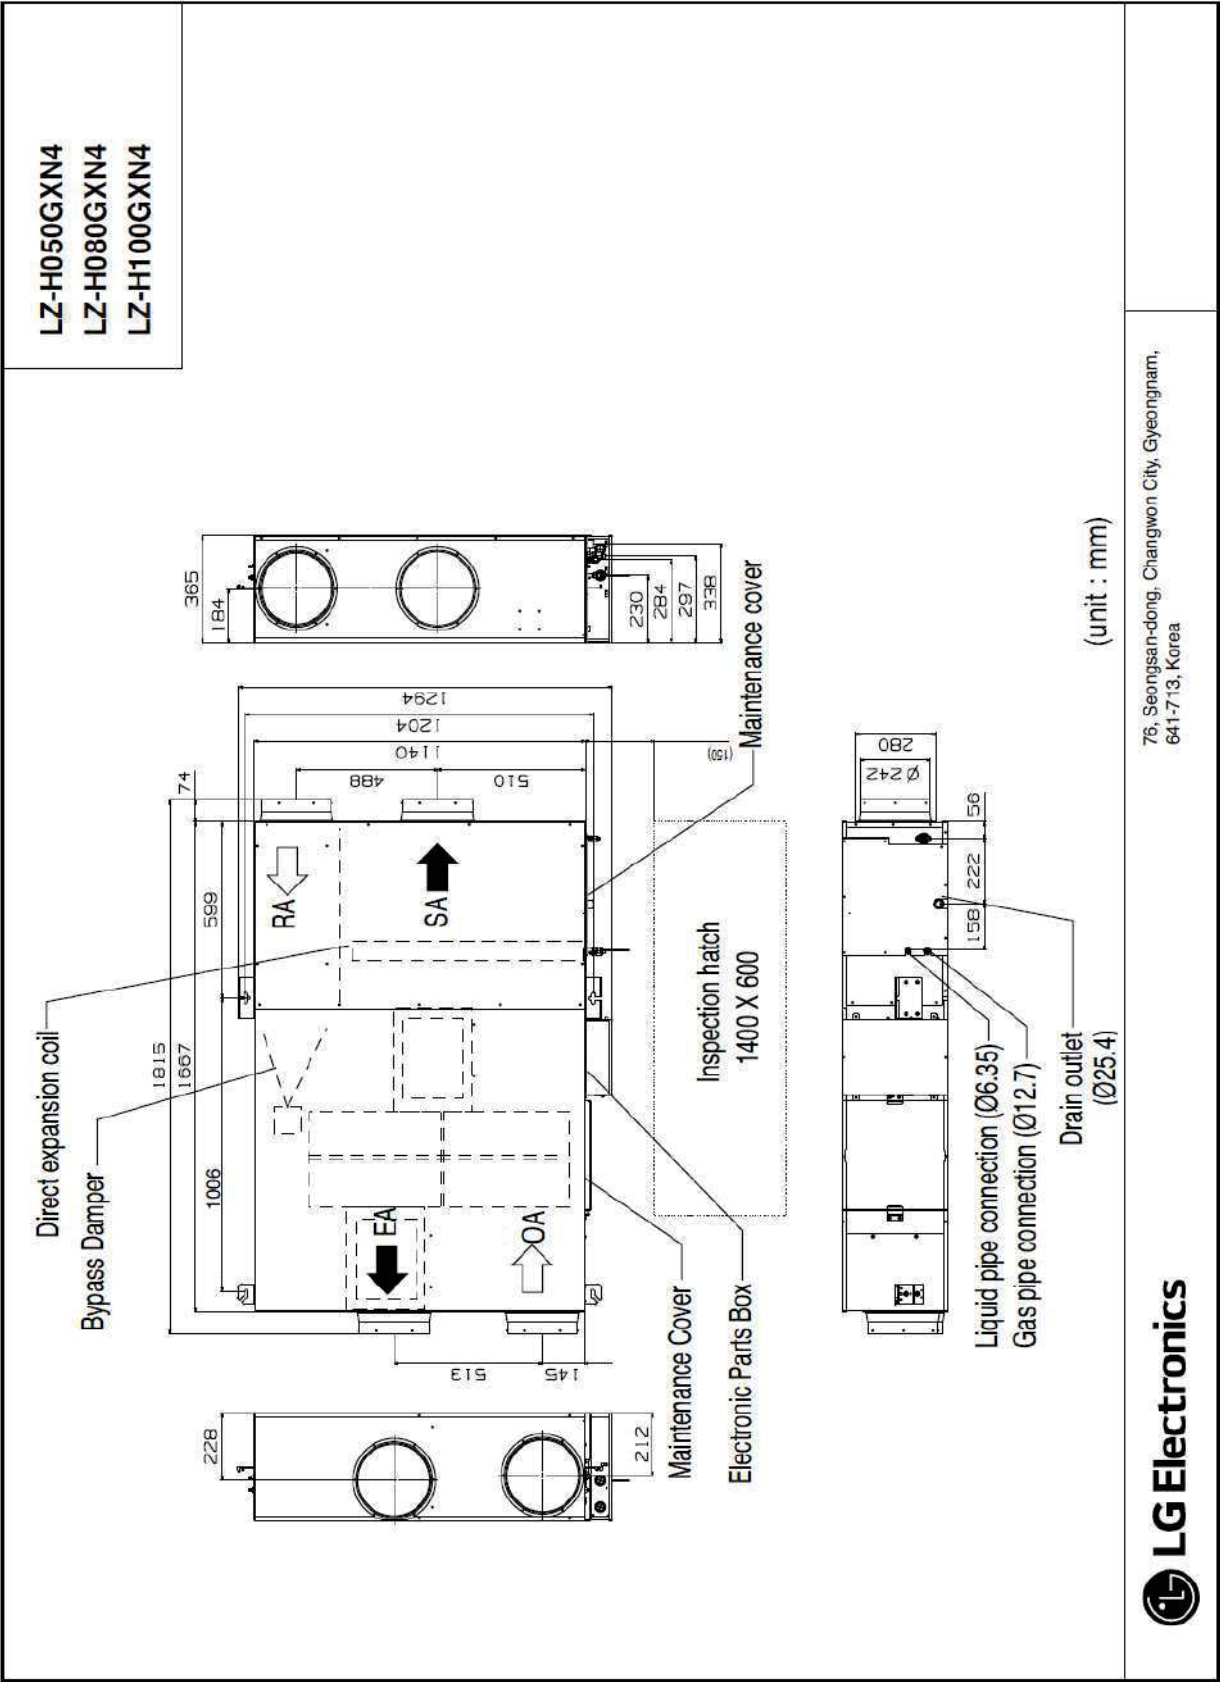 LZ-H050GXN4
LZ-H080GXN4
LZ-H100GXN4
Direct expansion coil
Bypass Damper
1815
1667
1006
599
74
RA
SA
EA
OA
488
510
1140
1204
1294
(150)
513
145
365
184
230
284
297
338
228
212
Maintenance cover
Inspection hatch
1400 X 600
Maintenance Cover
Electronic Parts Box
280
Ø242
158
222
56
Liquid pipe connection (Ø6.35)
Gas pipe connection (Ø12.7)
Drain outlet
(Ø25.4)
(unit : mm)
LG Electronics
76, Seongsan-dong, Changwon City, Gyeongnam,
641-713, Korea